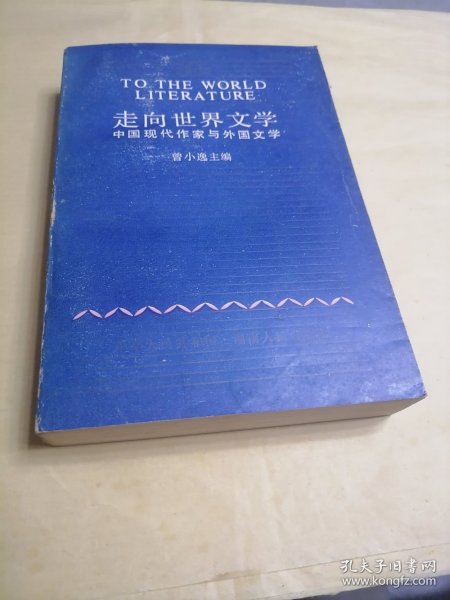 TO THE WORLD
LITERATURE
走向世界文学
中国现代作家与外国文学
曾小逸主编
孔夫子旧书网
www.kongfz.com